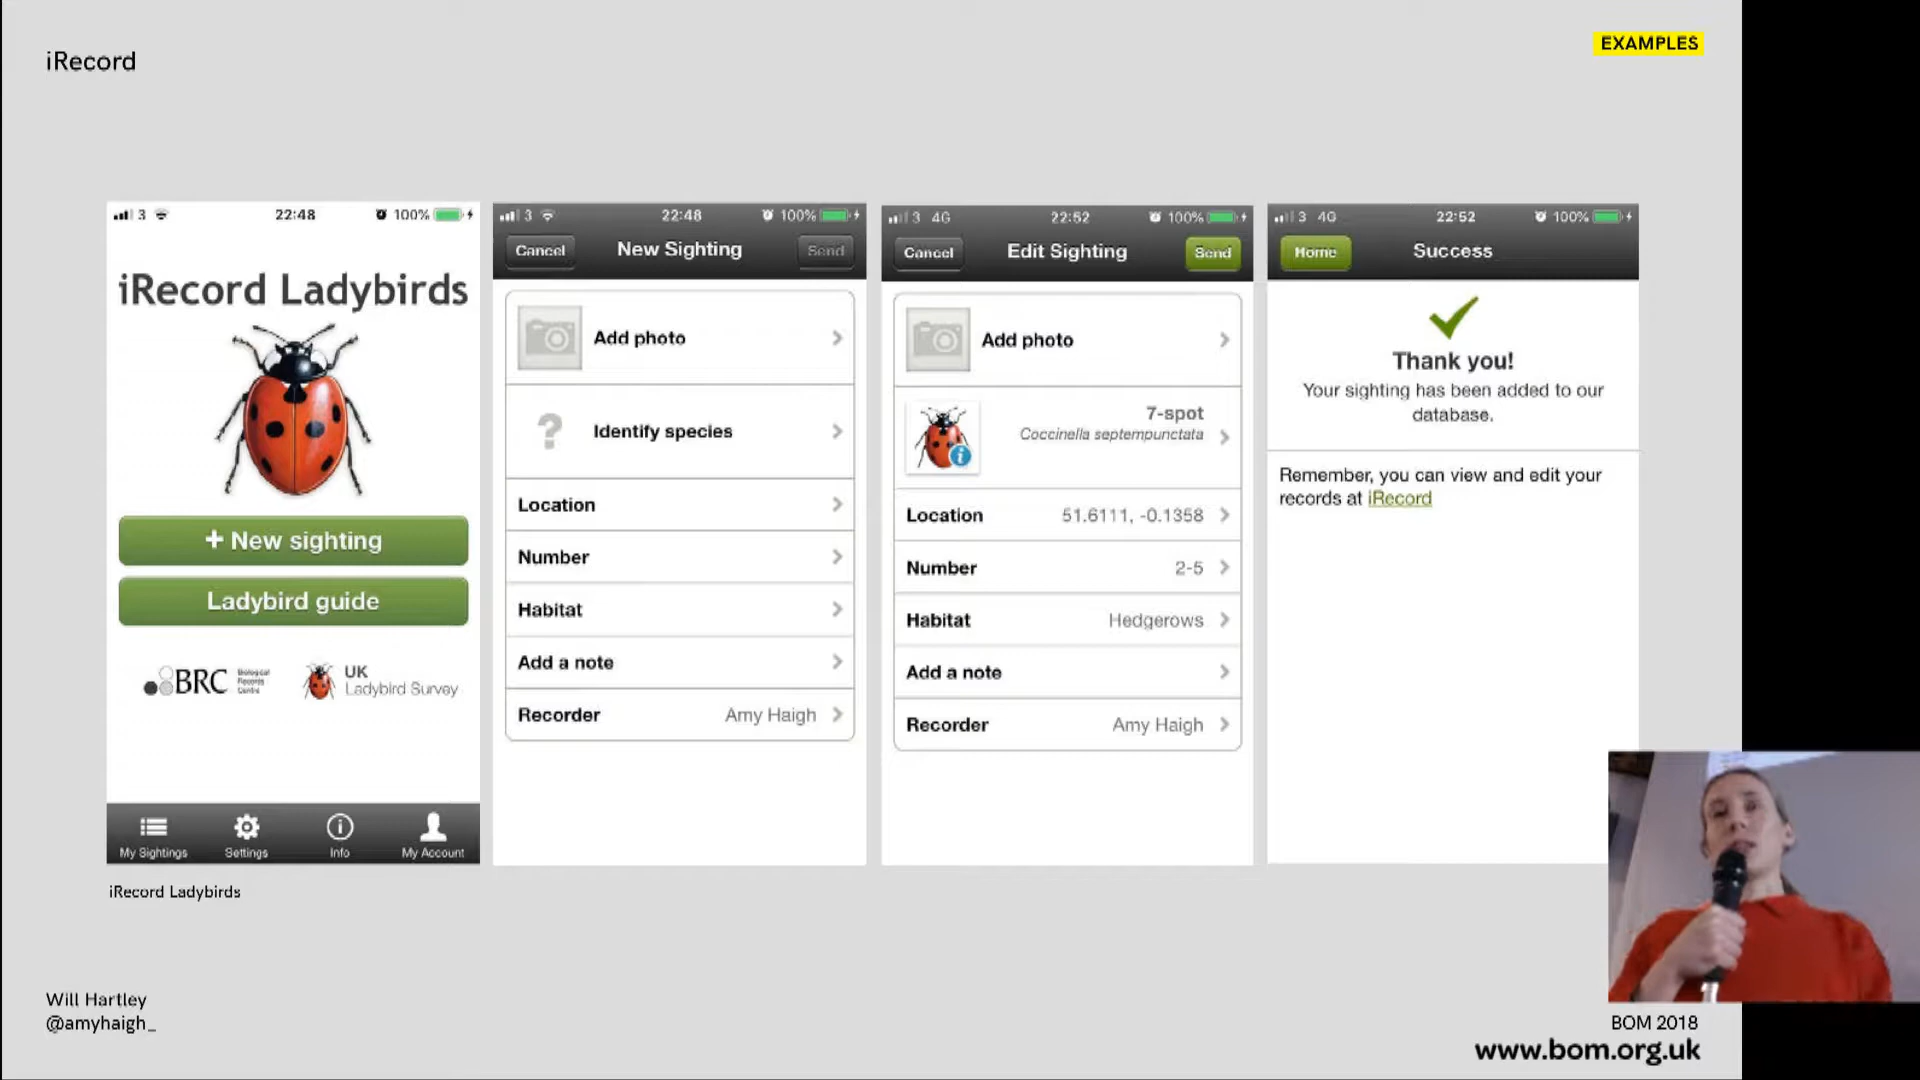 iRecord
EXAMPLES
3 22:48 100%
iRecord Ladybirds
+ New sighting
Ladybird guide
BRC Biological Records Centre
UK
Ladybird Survey
My Sightings Settings Info My Account
iRecord Ladybirds
3 22:48 100%
Cancel New Sighting Send
Add photo
Identify species
Location
Number
Habitat
Add a note
Recorder Amy Haigh
3 4G 22:52 100%
Cancel Edit Sighting Send
Add photo
7-spot
Coccinella septempunctata
Location 51.6111, -0.1358
Number 2-5
Habitat Hedgerows
Add a note
Recorder Amy Haigh
3 4G 22:52 100%
Home Success
Thank you!
Your sighting has been added to our
database.
Remember, you can view and edit your
records at iRecord
Will Hartley
@amyhaigh_
BOM 2018
www.bom.org.uk